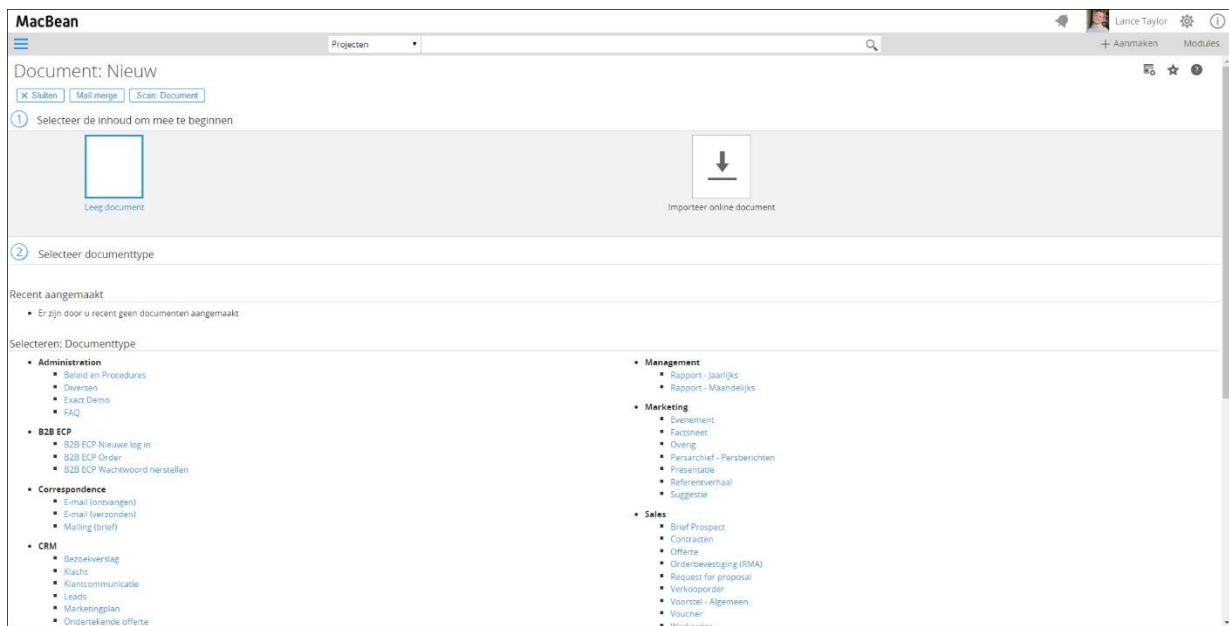 MacBean
Lance Taylor
Projecten
+ Aanmaken Modules
Document: Nieuw
× Sluiten Mail merge Scan: Document
1 Selecteer de inhoud om mee te beginnen
Leeg document Importeer online document
2 Selecteer documenttype
Recent aangemaakt
• Er zijn door u recent geen documenten aangemaakt
Selecteren: Documenttype
• Administration
▪ Beleid en Procedures
▪ Diversen
▪ Exact Demo
▪ FAQ
• B2B ECP
▪ B2B ECP Nieuwe log in
▪ B2B ECP Order
▪ B2B ECP Wachtwoord herstellen
• Correspondence
▪ E-mail (ontvangen)
▪ E-mail (verzonden)
▪ Mailing (brief)
• CRM
▪ Bezoekverslag
▪ Klacht
▪ Klantcommunicatie
▪ Leads
▪ Marketingplan
▪ Ondertekende offerte
• Management
▪ Rapport - Jaarlijks
▪ Rapport - Maandelijks
• Marketing
▪ Evenement
▪ Factsheet
▪ Overig
▪ Persarchief - Persberichten
▪ Presentatie
▪ Referentverhaal
▪ Suggestie
• Sales
▪ Brief Prospect
▪ Contracten
▪ Offerte
▪ Orderbevestiging (RMA)
▪ Request for proposal
▪ Verkooporder
▪ Voorstel - Algemeen
▪ Voucher